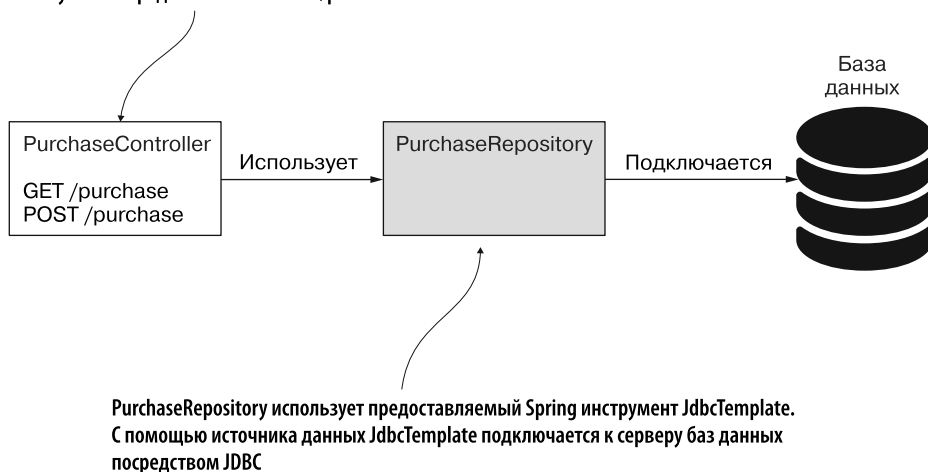 База
данных
PurchaseController
GET /purchase
POST /purchase
Использует
PurchaseRepository
Подключается
PurchaseRepository использует предоставляемый Spring инструмент JdbcTemplate.
С помощью источника данных JdbcTemplate подключается к серверу баз данных
посредством JDBC